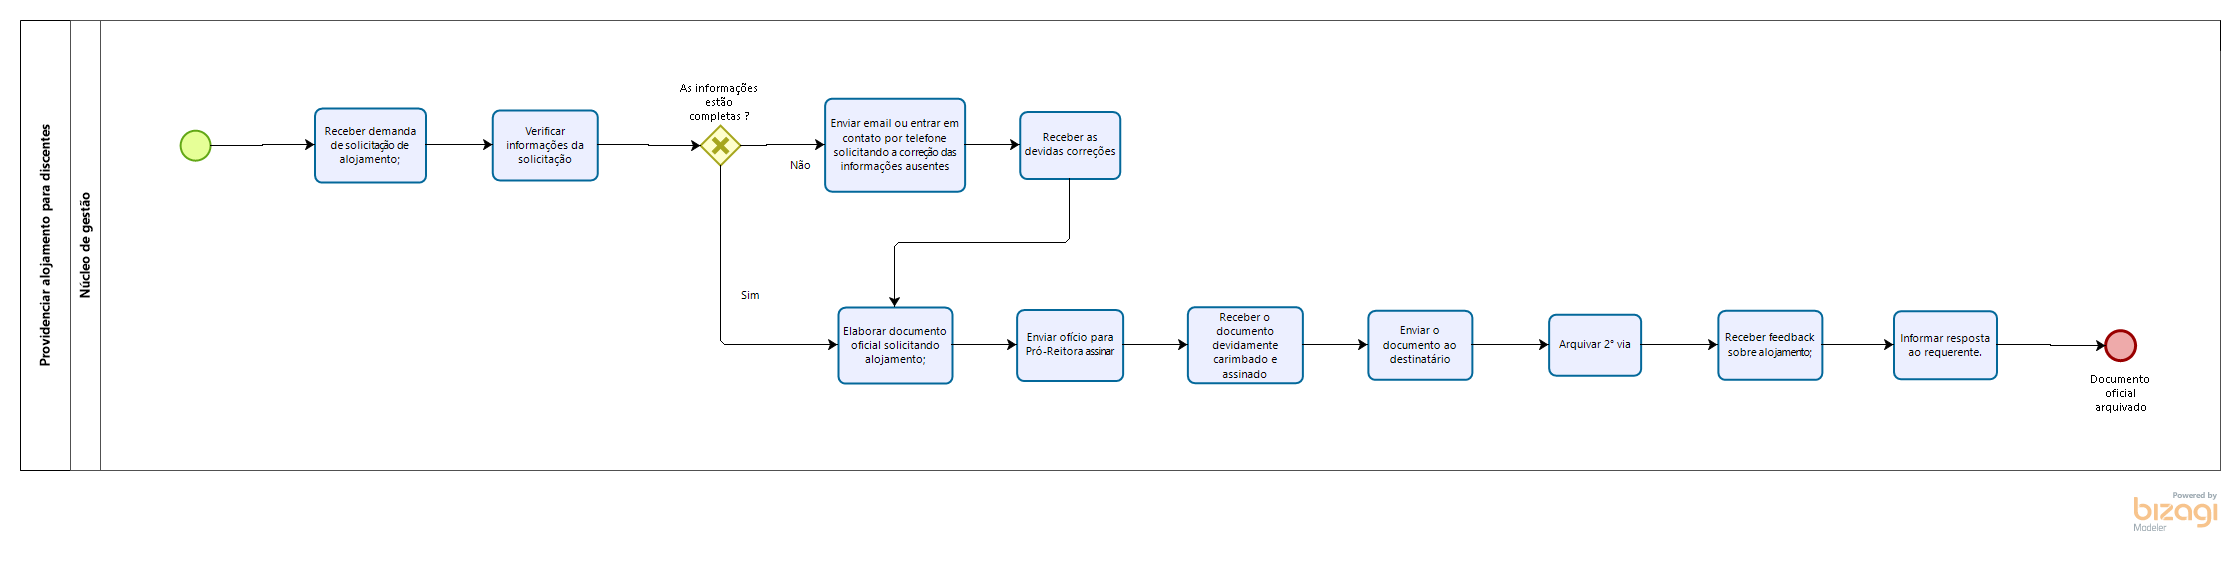 Providenciar alojamento para discentes
Núcleo de gestão
Receber demanda
de solicitação de
alojamento;
Verificar
informações da
solicitação
As informações
estão
completas ?
Não
Sim
Enviar email ou entrar em
contato por telefone
solicitando a correção das
informações ausentes
Receber as
devidas correções
Elaborar documento
oficial solicitando
alojamento;
Enviar ofício para
Pró-Reitora assinar
Receber o
documento
devidamente
carimbado e
assinado
Enviar o
documento ao
destinatário
Arquivar 2° via
Receber feedback
sobre alojamento;
Informar resposta
ao requerente.
Documento
oficial
arquivado
Powered by
bizagi
Modeler